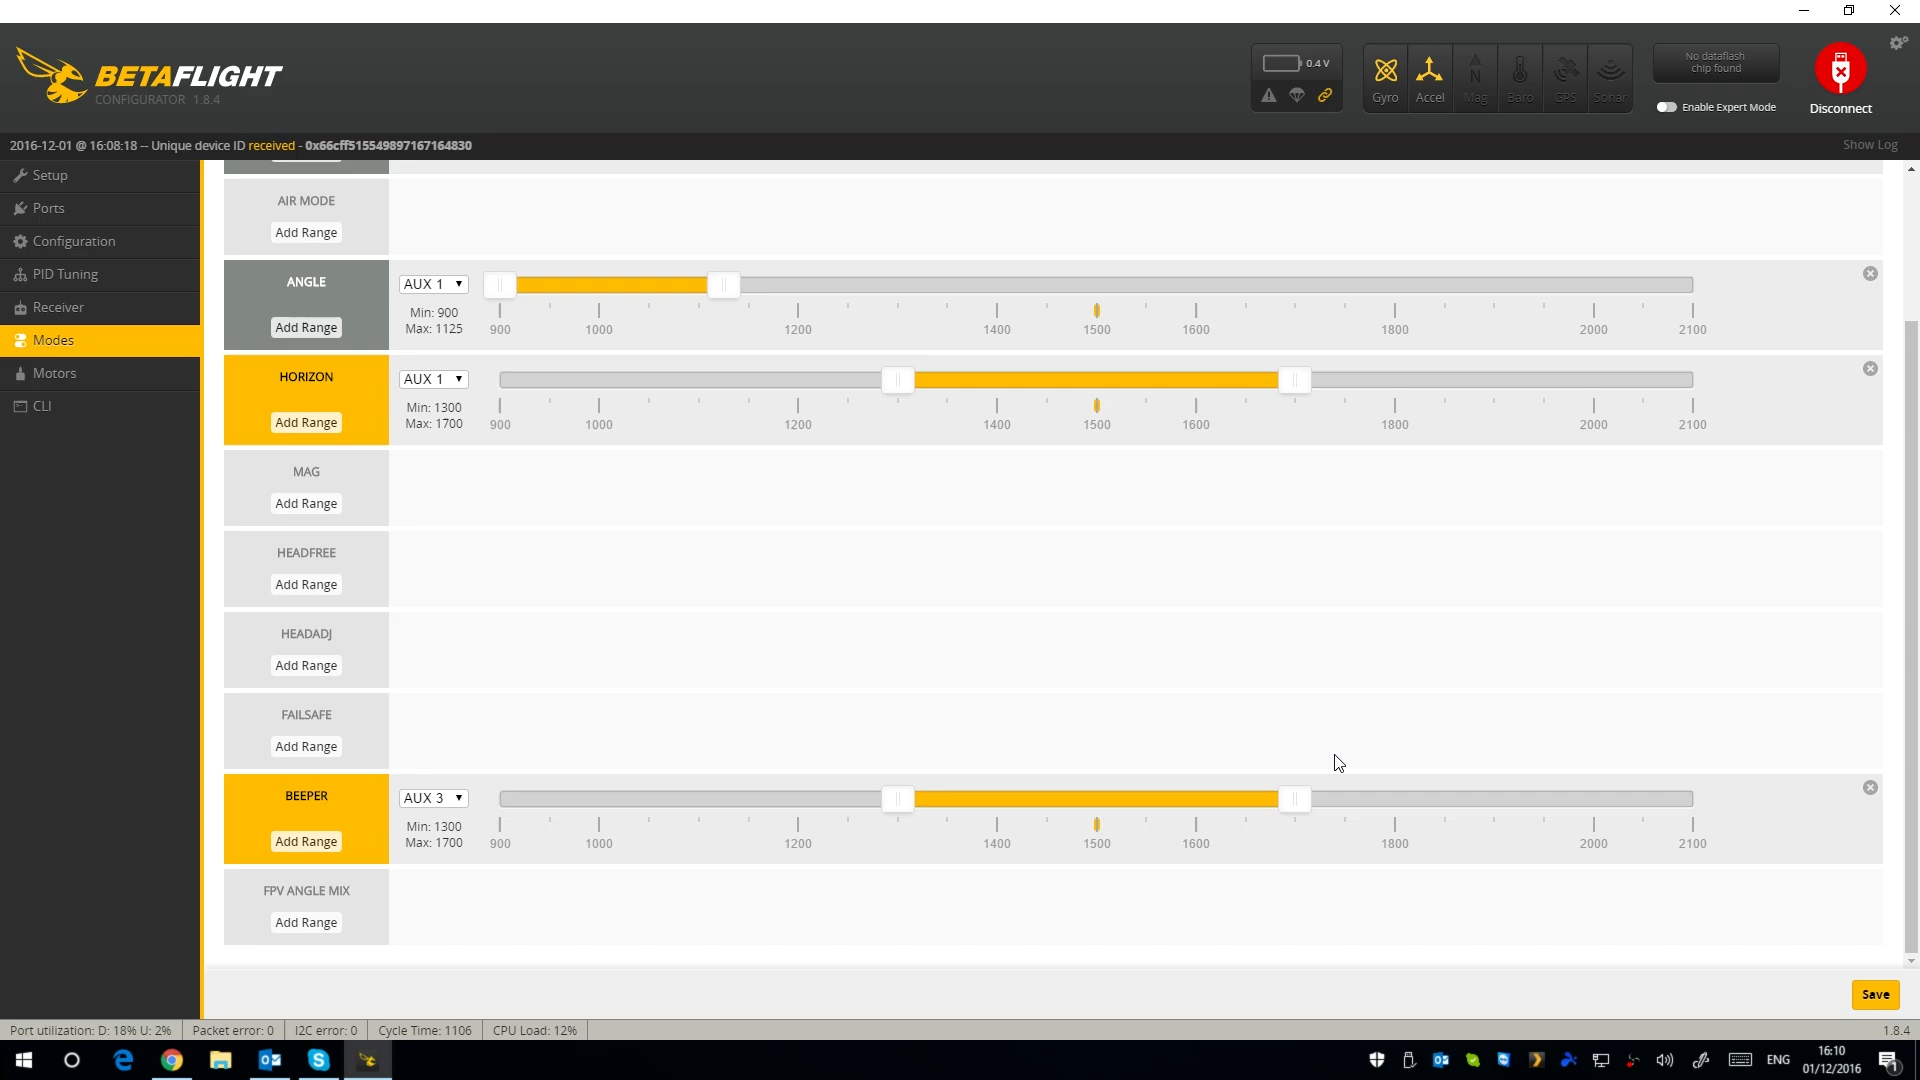 BETAFLIGHT
CONFIGURATOR 1.8.4
0.4 V
Gyro
Accel
Mag
Baro
GPS
Sonar
No dataflash
chip found
Enable Expert Mode
Disconnect
2016-12-01 @ 16:08:18 -- Unique device ID received - 0x66cff515549897167164830
Show Log
Setup
Ports
Configuration
PID Tuning
Receiver
Modes
Motors
CLI
AIR MODE
Add Range
ANGLE
Add Range
AUX 1
Min: 900
Max: 1125
900 1000 1200 1400 1500 1600 1800 2000 2100
HORIZON
Add Range
AUX 1
Min: 1300
Max: 1700
900 1000 1200 1400 1500 1600 1800 2000 2100
MAG
Add Range
HEADFREE
Add Range
HEADADJ
Add Range
FAILSAFE
Add Range
BEEPER
Add Range
AUX 3
Min: 1300
Max: 1700
900 1000 1200 1400 1500 1600 1800 2000 2100
FPV ANGLE MIX
Add Range
Save
Port utilization: D: 18% U: 2%
Packet error: 0
I2C error: 0
Cycle Time: 1106
CPU Load: 12%
1.8.4
ENG
16:10
01/12/2016
1